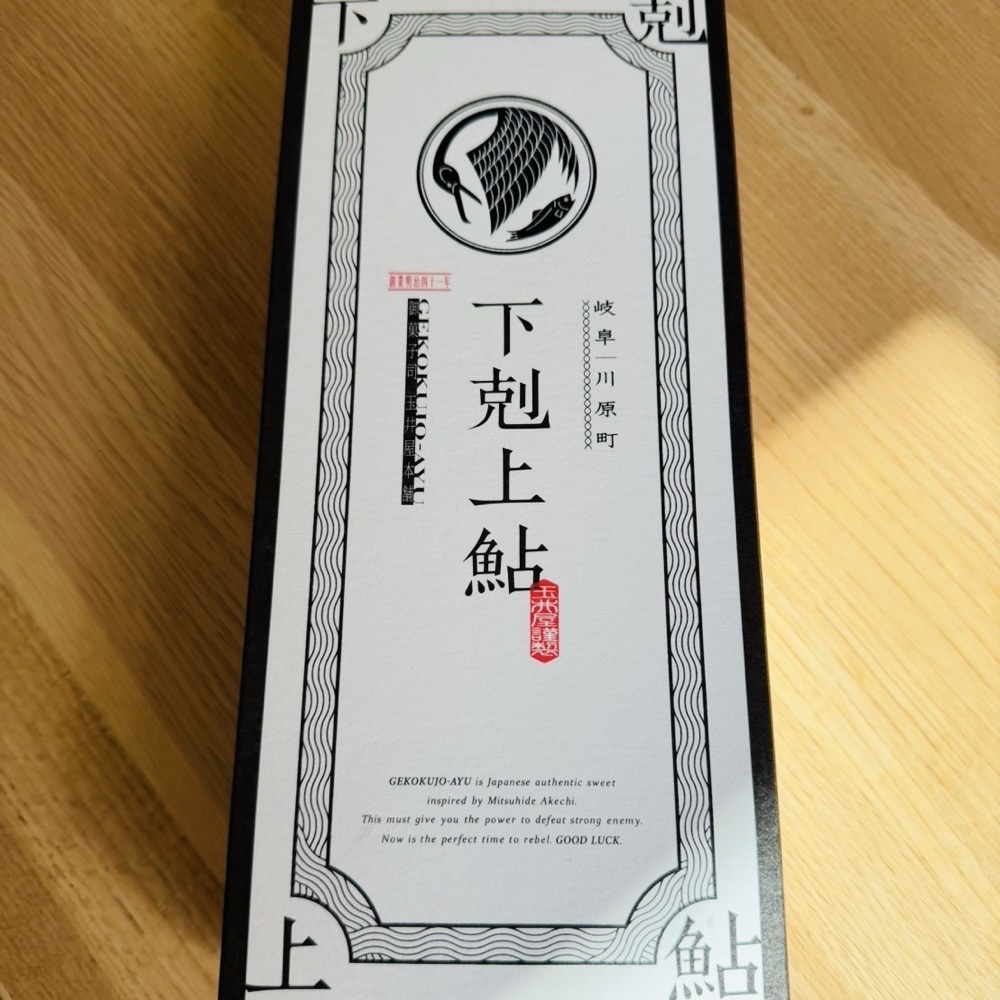 下
剋
岐阜｜川原町
下剋上鮎
GEKOKUJO-AYU
創業明治四十一年
御菓子司 玉井屋本舗
玉井屋謹製
GEKOKUJO-AYU is Japanese authentic sweet
inspired by Mitsuhide Akechi.
This must give you the power to defeat strong enemy.
Now is the perfect time to rebel. GOOD LUCK.
上
鮎